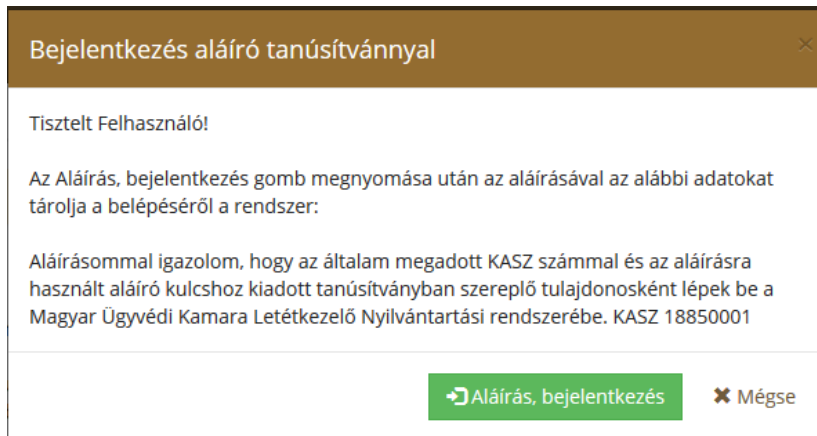 Bejelentkezés aláíró tanúsítvánnyal
Tisztelt Felhasználó!
Az Aláírás, bejelentkezés gomb megnyomása után az aláírásával az alábbi adatokat
tárolja a belépéséről a rendszer:
Aláírásommal igazolom, hogy az általam megadott KASZ számmal és az aláírásra
használt aláíró kulcshoz kiadott tanúsítványban szereplő tulajdonosként lépek be a
Magyar Ügyvédi Kamara Letétkezelő Nyilvántartási rendszerébe. KASZ 18850001
Aláírás, bejelentkezés
Mégse